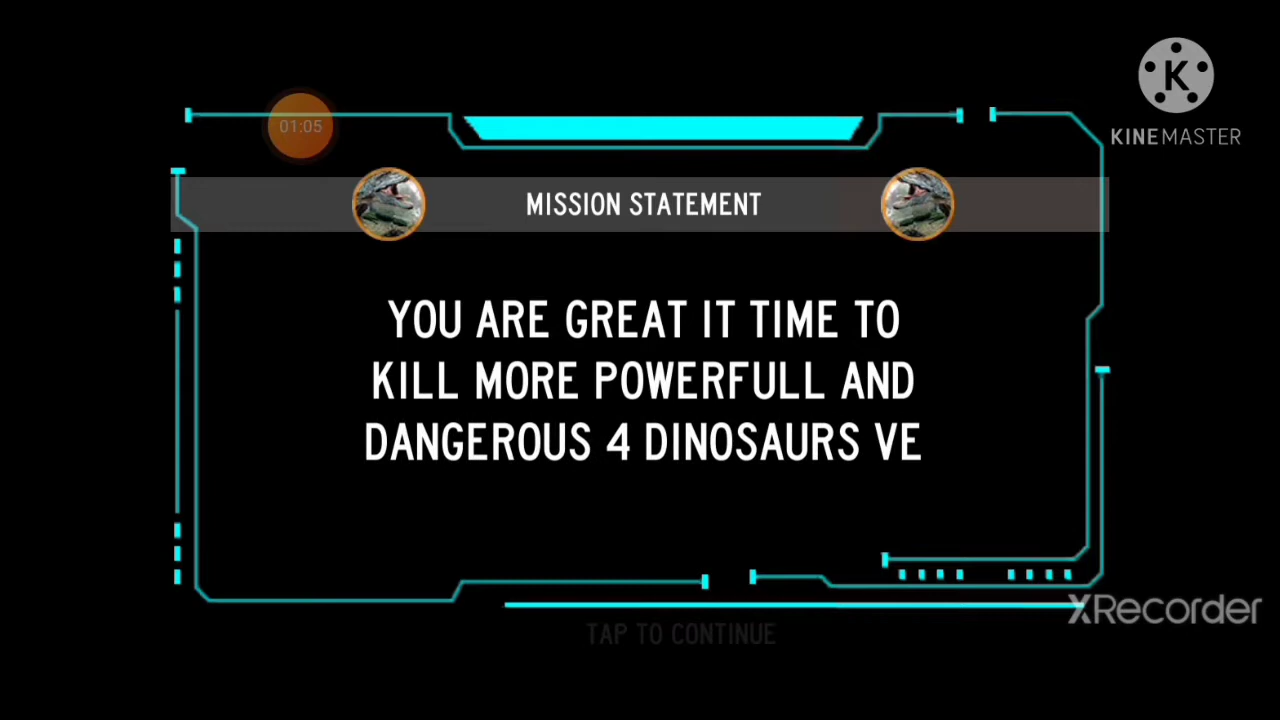 KINEMASTER
01:05
MISSION STATEMENT
YOU ARE GREAT IT TIME TO
KILL MORE POWERFULL AND
DANGEROUS 4 DINOSAURS VE
XRecorder
TAP TO CONTINUE